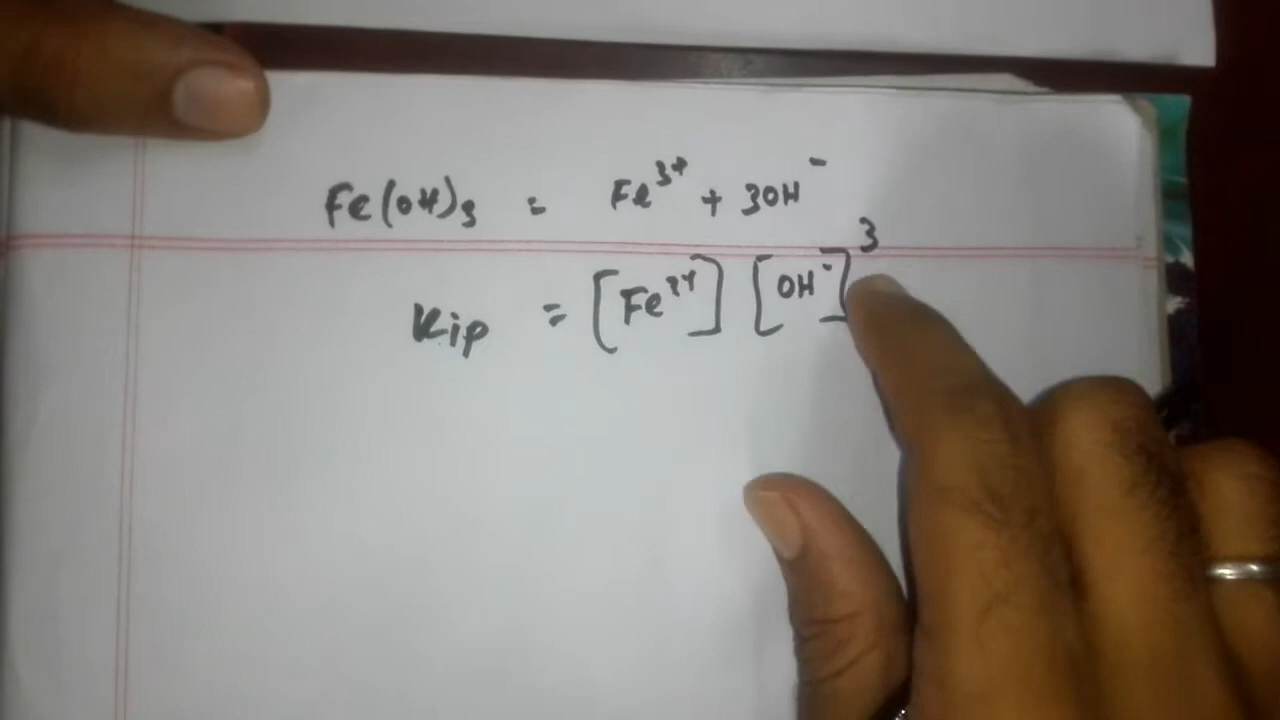 Fe(OH)₃ = Fe³⁺ + 3OH⁻
Kip = [Fe³⁺] [OH⁻]³